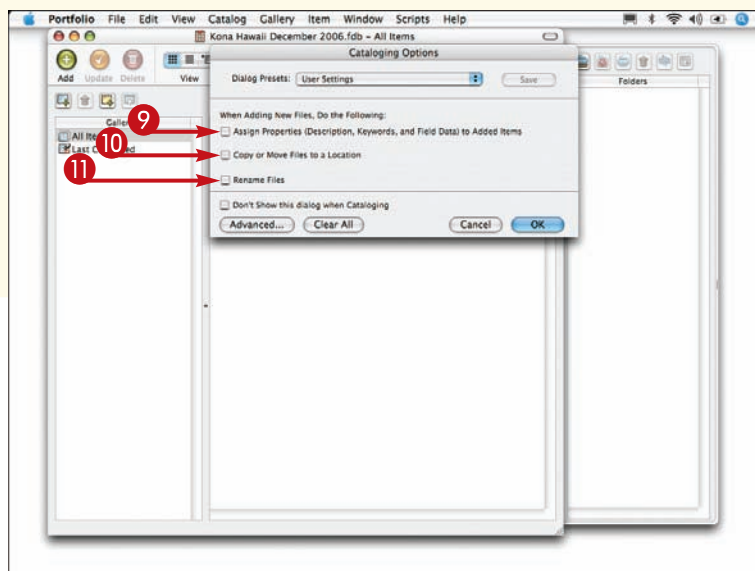 Portfolio File Edit View Catalog Gallery Item Window Scripts Help
Kona Hawaii December 2006.fdb – All Items
Cataloging Options
Add Update Delete View
Dialog Presets: User Settings Save
Folders
When Adding New Files, Do the Following:
9 Assign Properties (Description, Keywords, and Field Data) to Added Items
All Ite
10 Copy or Move Files to a Location
Last
11 Rename Files
Don't Show this dialog when Cataloging
Advanced... Clear All Cancel OK